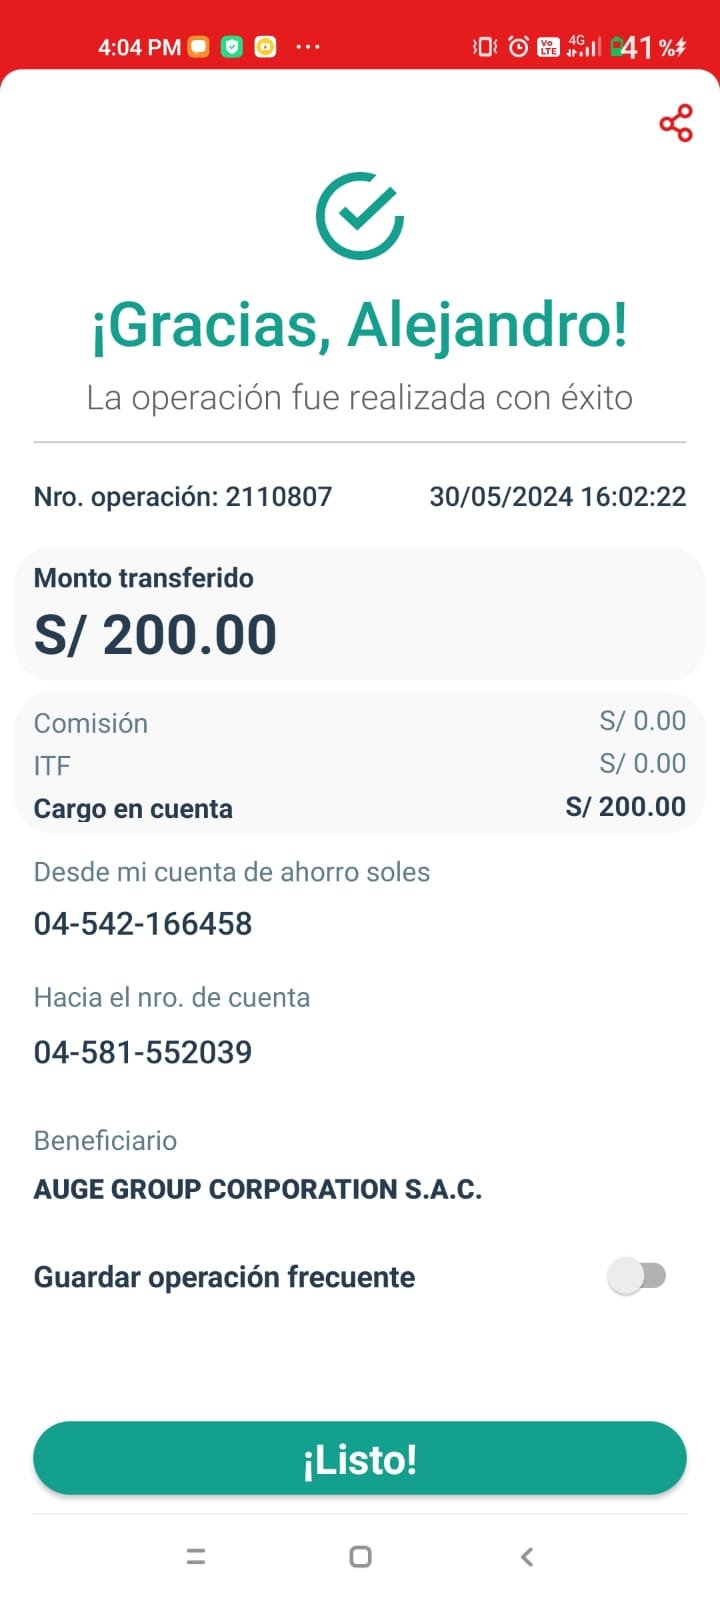 4:04 PM ... Vo LTE 4G 41%
¡Gracias, Alejandro!
La operación fue realizada con éxito
Nro. operación: 2110807 30/05/2024 16:02:22
Monto transferido
S/ 200.00
Comisión S/ 0.00
ITF S/ 0.00
Cargo en cuenta S/ 200.00
Desde mi cuenta de ahorro soles
04-542-166458
Hacia el nro. de cuenta
04-581-552039
Beneficiario
AUGE GROUP CORPORATION S.A.C.
Guardar operación frecuente
¡Listo!